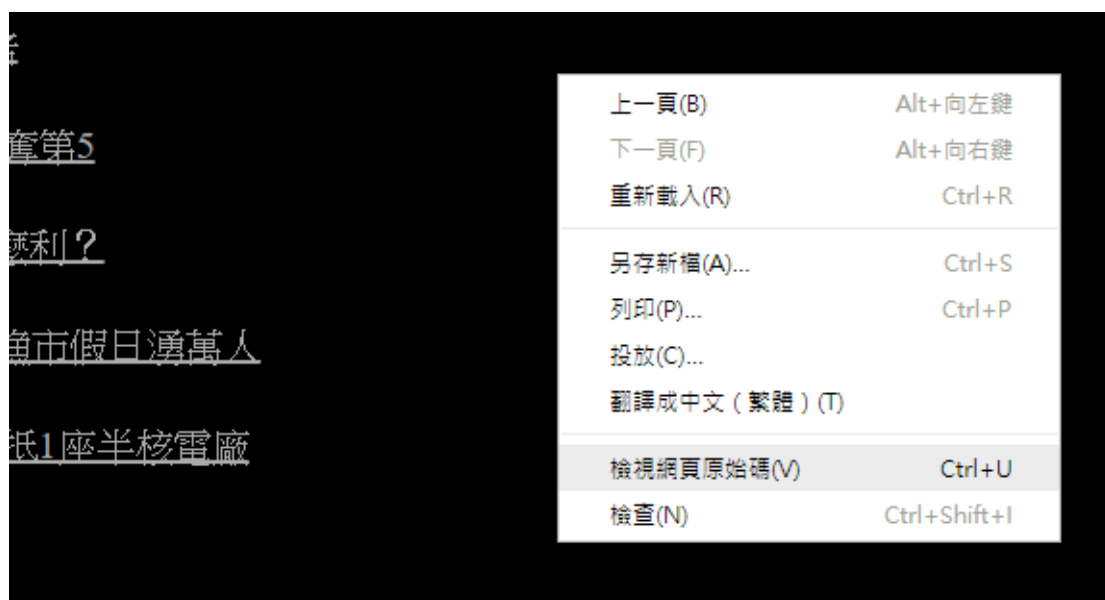 奪第5
麼利？
漁市假日湧萬人
抵1座半核電廠
上一頁(B) Alt+向左鍵
下一頁(F) Alt+向右鍵
重新載入(R) Ctrl+R
另存新檔(A)... Ctrl+S
列印(P)... Ctrl+P
投放(C)...
翻譯成中文（繁體）(T)
檢視網頁原始碼(V) Ctrl+U
檢查(N) Ctrl+Shift+I